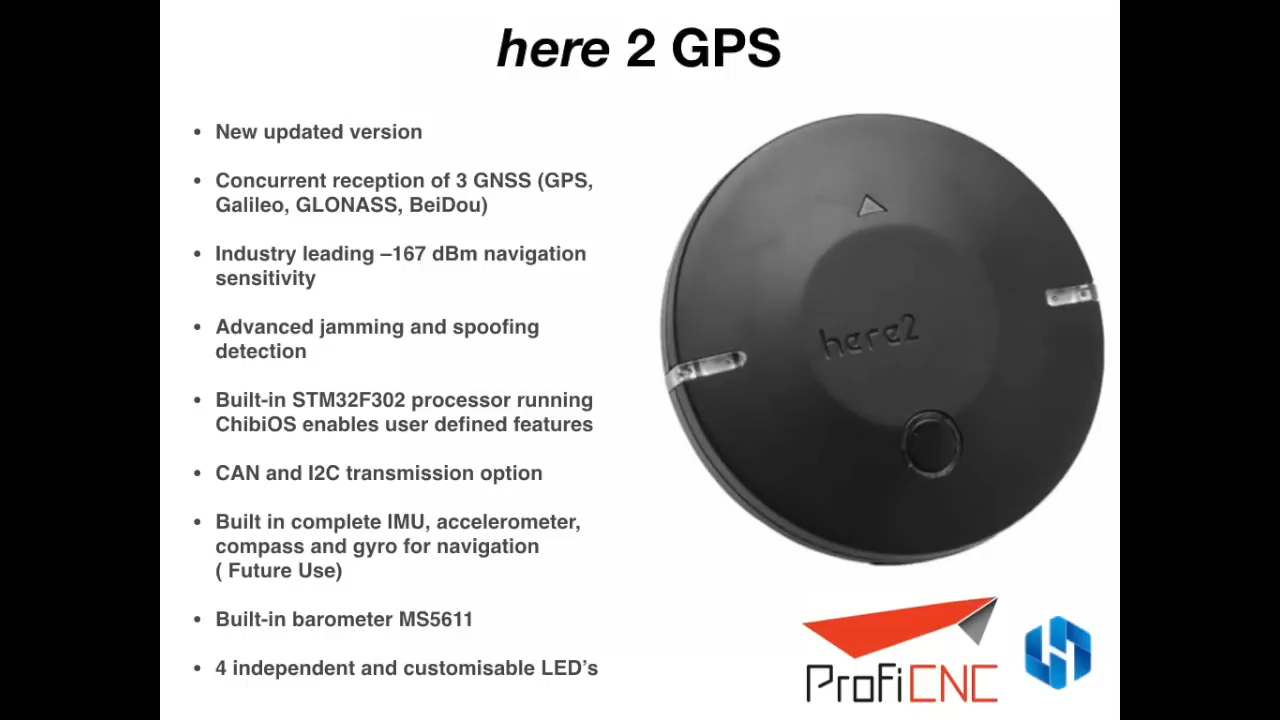 here 2 GPS
• New updated version
• Concurrent reception of 3 GNSS (GPS,
Galileo, GLONASS, BeiDou)
• Industry leading –167 dBm navigation
sensitivity
• Advanced jamming and spoofing
detection
• Built-in STM32F302 processor running
ChibiOS enables user defined features
• CAN and I2C transmission option
• Built in complete IMU, accelerometer,
compass and gyro for navigation
( Future Use)
• Built-in barometer MS5611
• 4 independent and customisable LED’s
here2
ProfiCNC